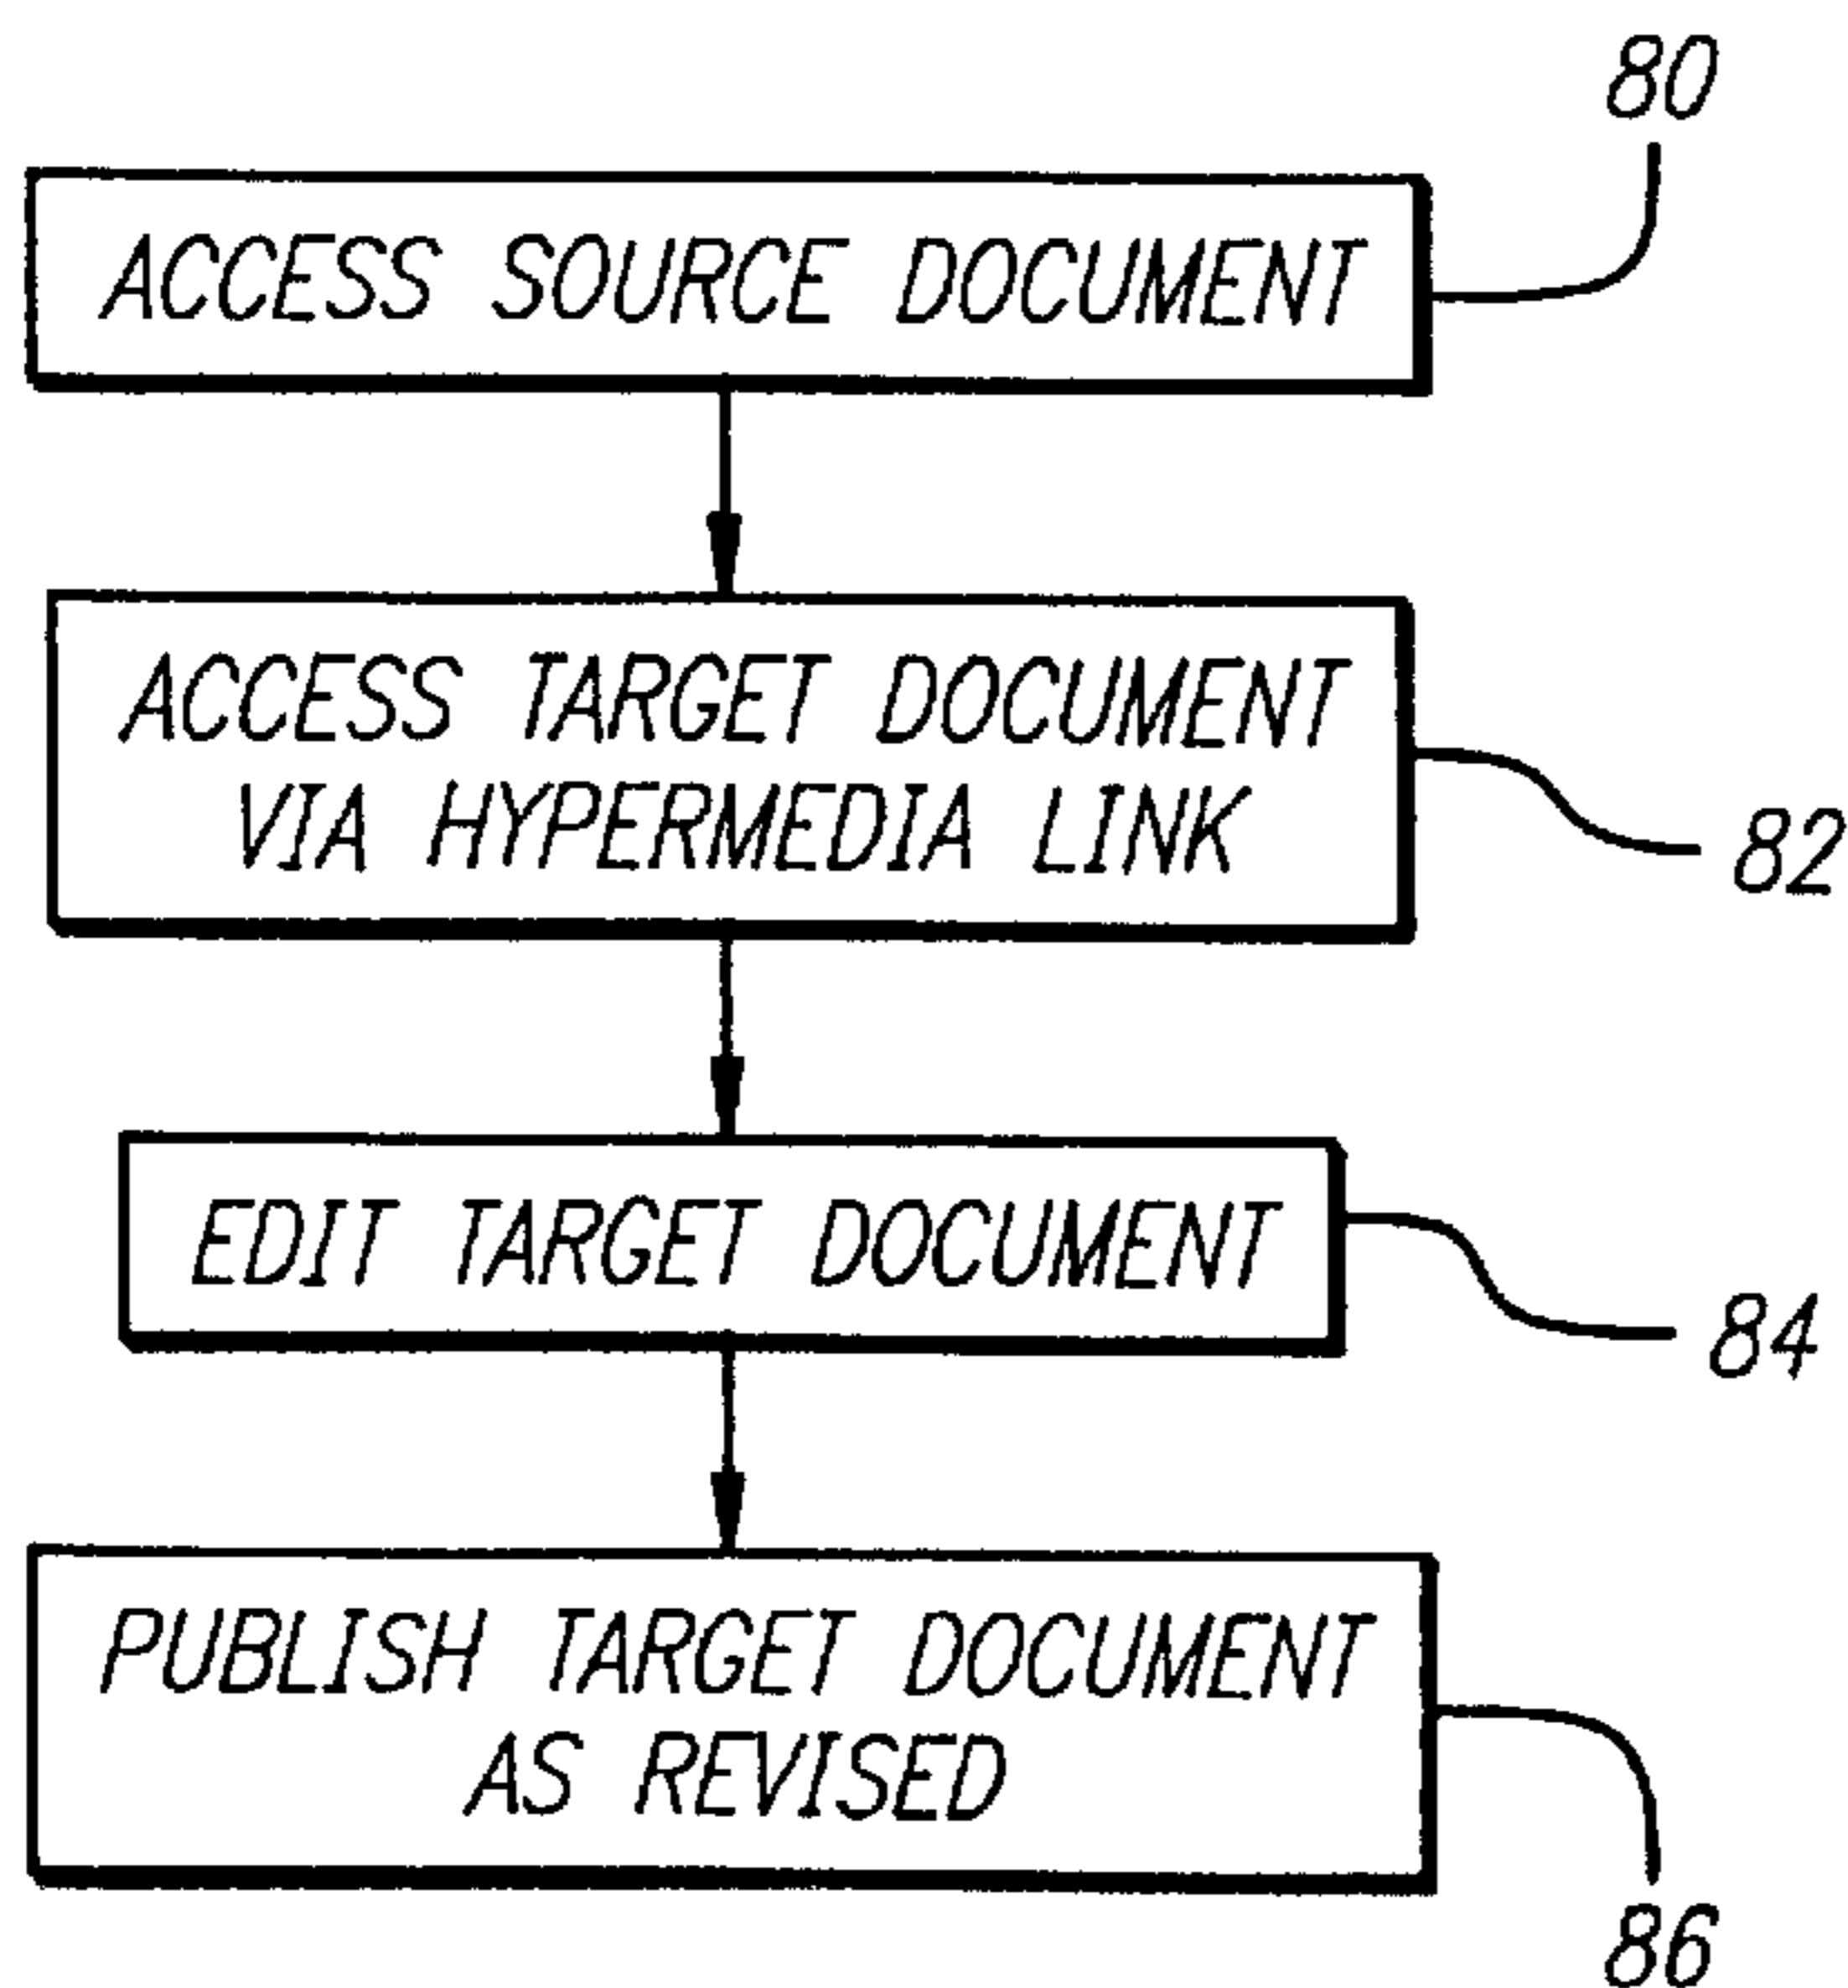 80
ACCESS SOURCE DOCUMENT
ACCESS TARGET DOCUMENT
VIA HYPERMEDIA LINK
82
EDIT TARGET DOCUMENT
84
PUBLISH TARGET DOCUMENT
AS REVISED
86